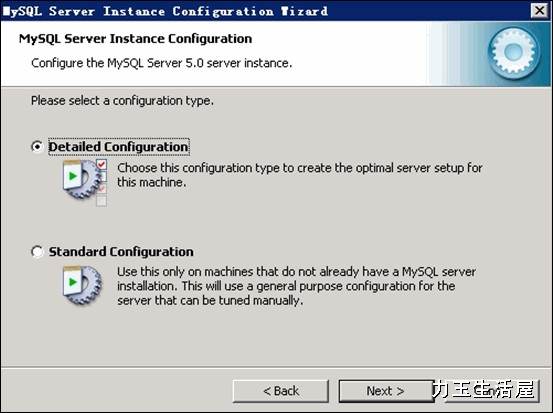 MySQL Server Instance Configuration Wizard
MySQL Server Instance Configuration
Configure the MySQL Server 5.0 server instance.
Please select a configuration type.
Detailed Configuration
Choose this configuration type to create the optimal server setup for
this machine.
Standard Configuration
Use this only on machines that do not already have a MySQL server
installation. This will use a general purpose configuration for the
server that can be tuned manually.
< Back
Next >
力玉生活屋